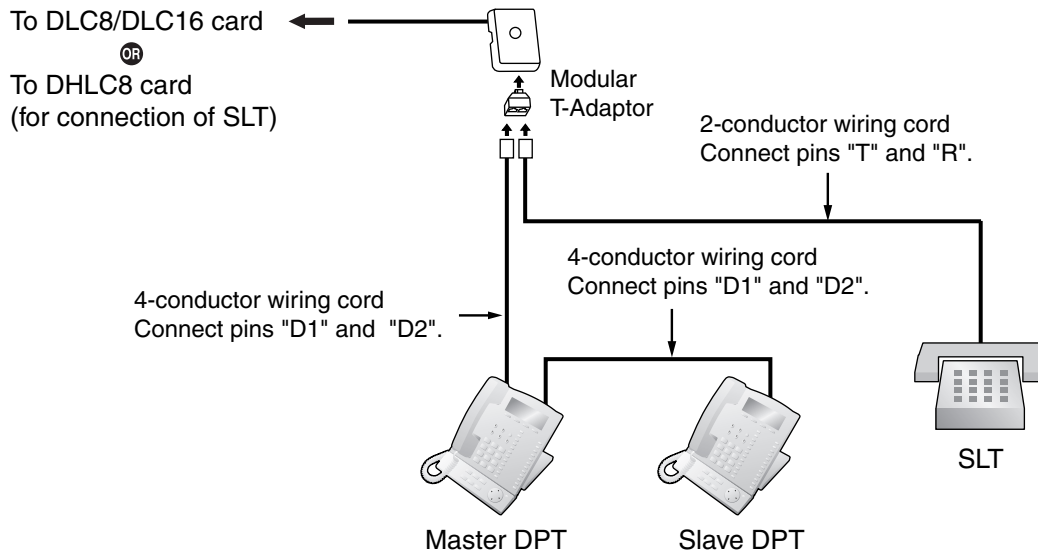 To DLC8/DLC16 card
OR
To DHLC8 card
(for connection of SLT)
Modular
T-Adaptor
2-conductor wiring cord
Connect pins "T" and "R".
4-conductor wiring cord
Connect pins "D1" and "D2".
4-conductor wiring cord
Connect pins "D1" and "D2".
SLT
Master DPT
Slave DPT